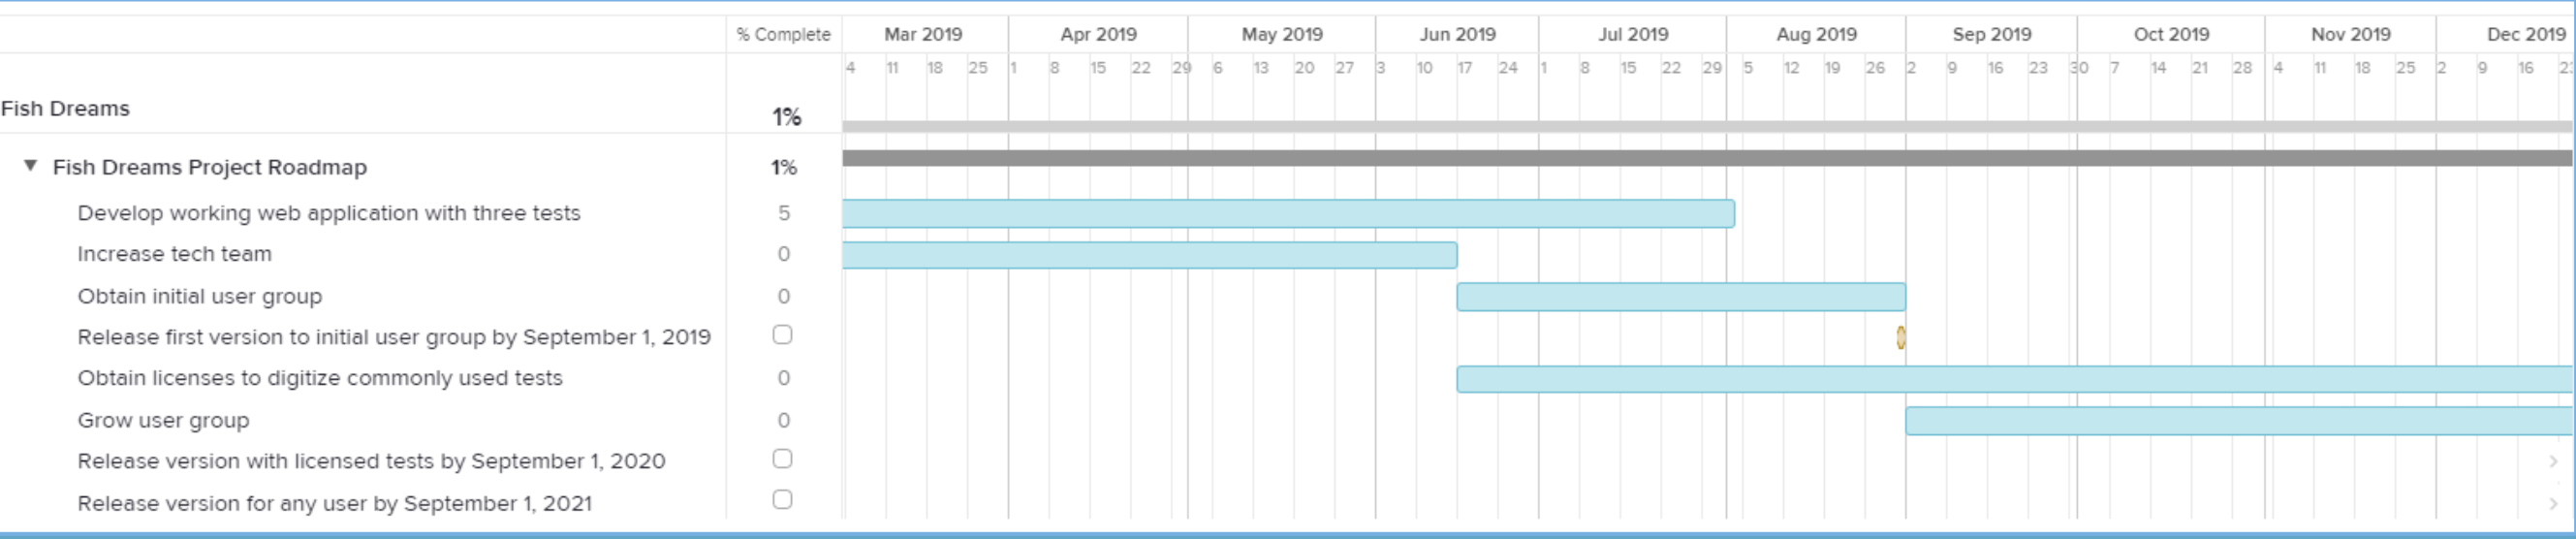 % Complete Mar 2019 Apr 2019 May 2019 Jun 2019 Jul 2019 Aug 2019 Sep 2019 Oct 2019 Nov 2019 Dec 2019
4 11 18 25 1 8 15 22 29 6 13 20 27 3 10 17 24 1 8 15 22 29 5 12 19 26 2 9 16 23 30 7 14 21 28 4 11 18 25 2 9 16
Fish Dreams 1%
Fish Dreams Project Roadmap 1%
Develop working web application with three tests 5
Increase tech team 0
Obtain initial user group 0
Release first version to initial user group by September 1, 2019
Obtain licenses to digitize commonly used tests 0
Grow user group 0
Release version with licensed tests by September 1, 2020
Release version for any user by September 1, 2021